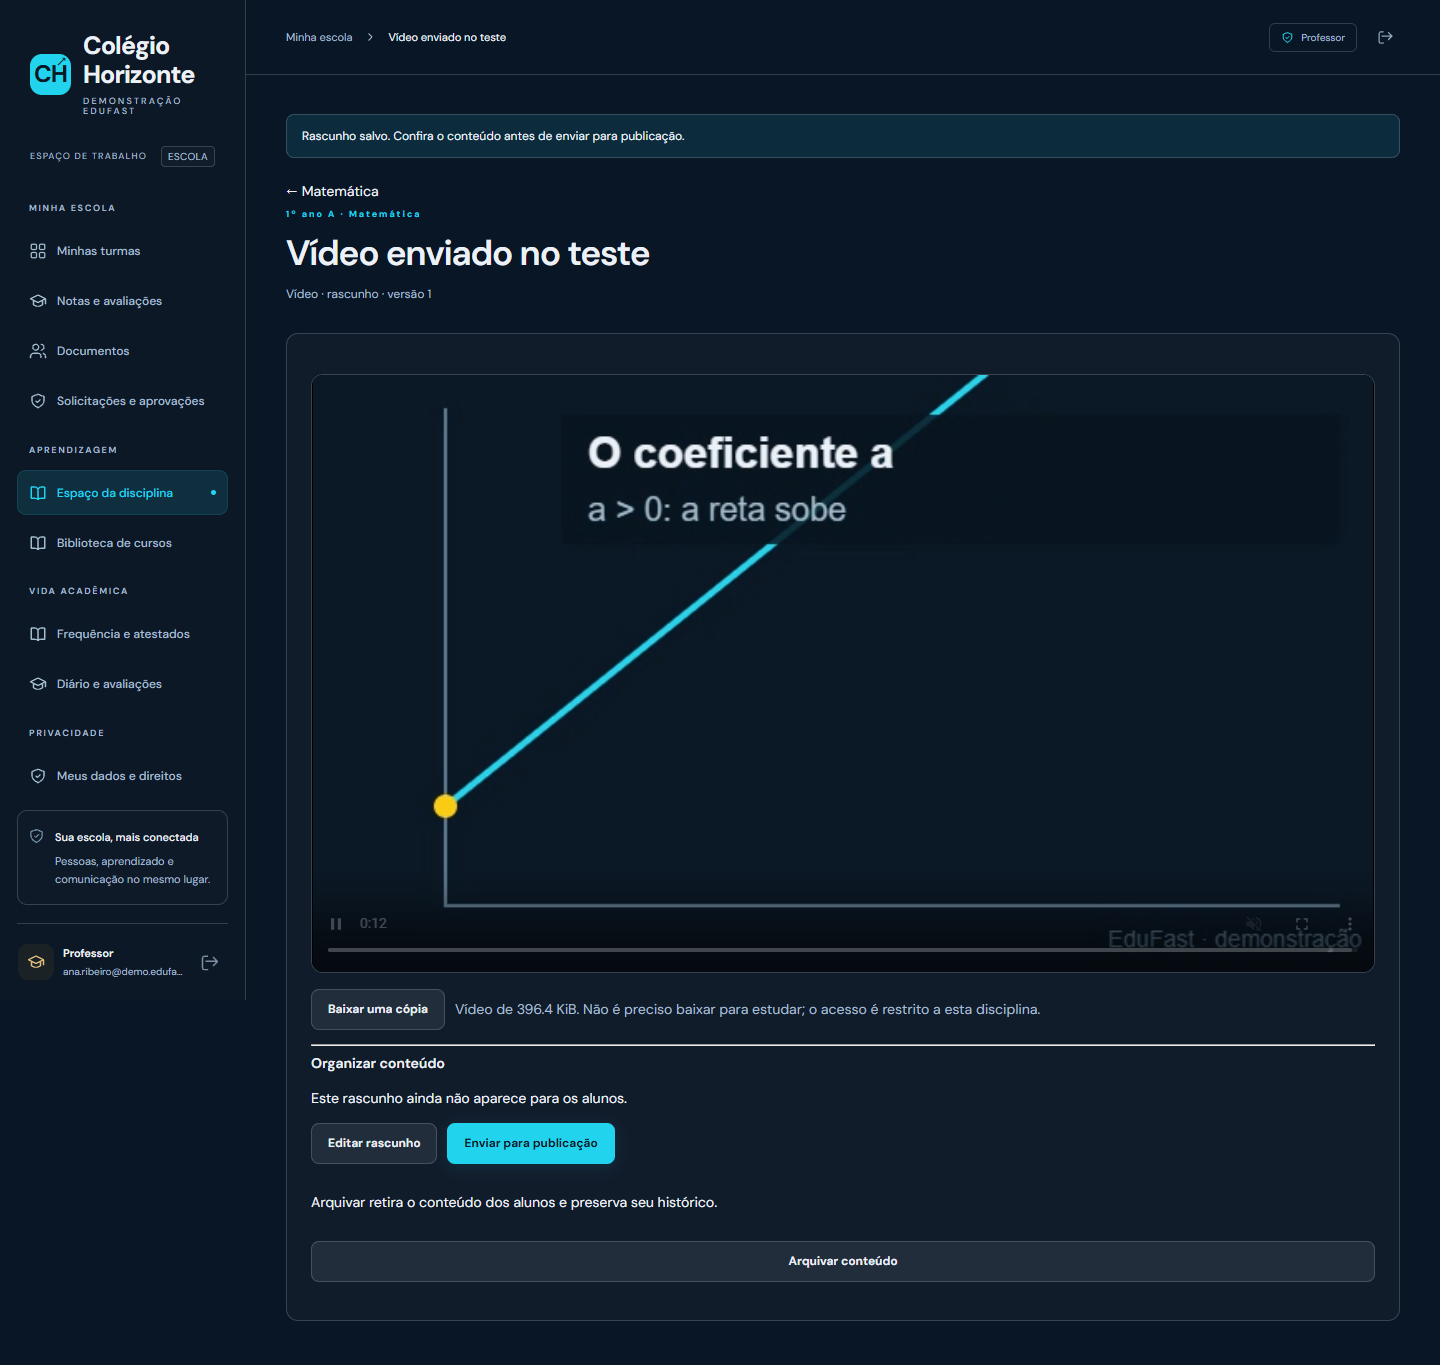 CH
Colégio
Horizonte
DEMONSTRAÇÃO
EDUFAST
ESPAÇO DE TRABALHO
ESCOLA
MINHA ESCOLA
Minhas turmas
Notas e avaliações
Documentos
Solicitações e aprovações
APRENDIZAGEM
Espaço da disciplina
Biblioteca de cursos
VIDA ACADÊMICA
Frequência e atestados
Diário e avaliações
PRIVACIDADE
Meus dados e direitos
Sua escola, mais conectada
Pessoas, aprendizado e
comunicação no mesmo lugar.
Professor
ana.ribeiro@demo.edufa...
Minha escola > Vídeo enviado no teste
Professor
Rascunho salvo. Confira o conteúdo antes de enviar para publicação.
← Matemática
1º ano A · Matemática
Vídeo enviado no teste
Vídeo · rascunho · versão 1
O coeficiente a
a > 0: a reta sobe
0:12
EduFast · demonstração
Baixar uma cópia
Vídeo de 396.4 KiB. Não é preciso baixar para estudar; o acesso é restrito a esta disciplina.
Organizar conteúdo
Este rascunho ainda não aparece para os alunos.
Editar rascunho
Enviar para publicação
Arquivar retira o conteúdo dos alunos e preserva seu histórico.
Arquivar conteúdo